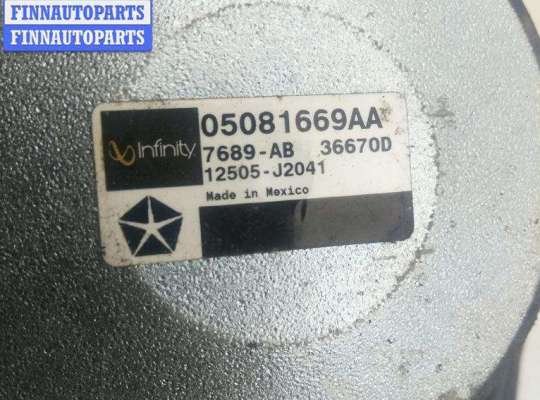 FINNAUTOPARTS
FINNAUTOPARTS
Infinity
05081669AA
7689-AB 36670D
12505-J2041
Made in Mexico